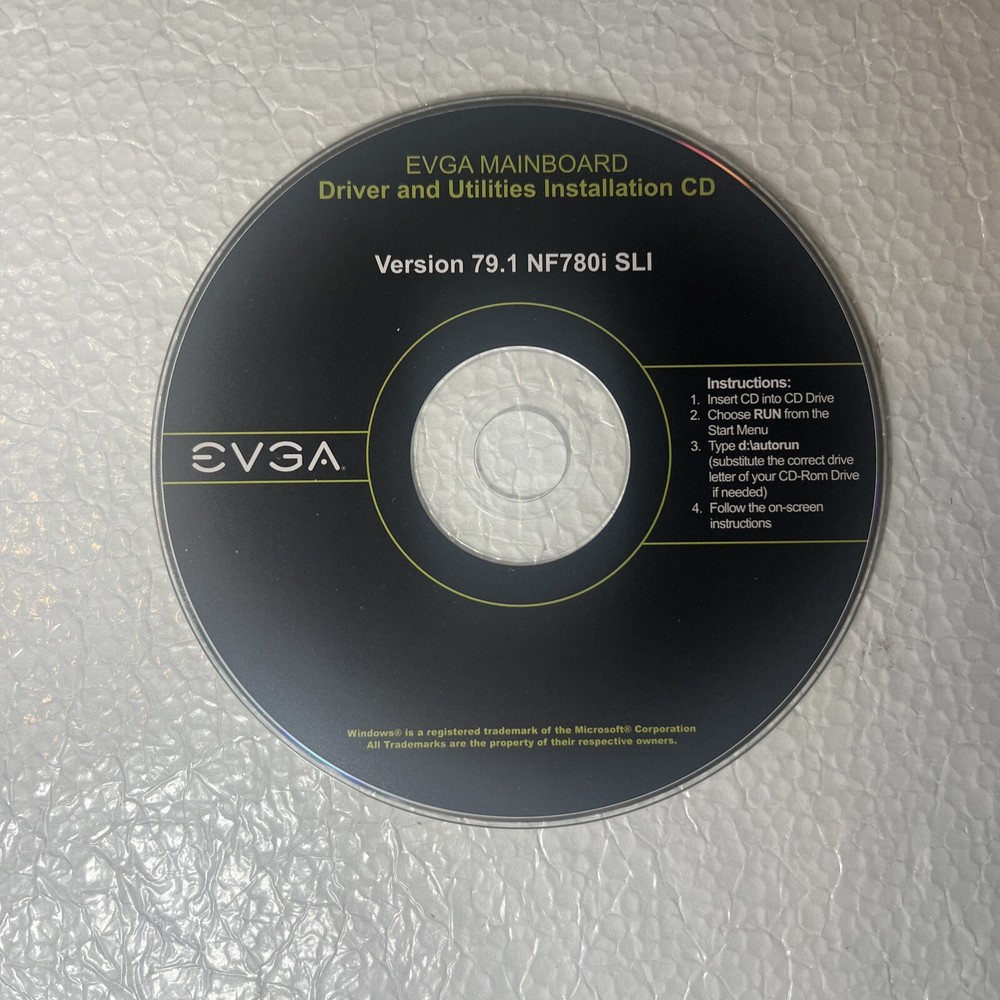 EVGA MAINBOARD
Driver and Utilities Installation CD
Version 79.1 NF780i SLI
EVGA®
Instructions:
1. Insert CD into CD Drive
2. Choose RUN from the
Start Menu
3. Type d:\autorun
(substitute the correct drive
letter of your CD-Rom Drive
if needed)
4. Follow the on-screen
instructions
Windows® is a registered trademark of the Microsoft® Corporation
All Trademarks are the property of their respective owners.